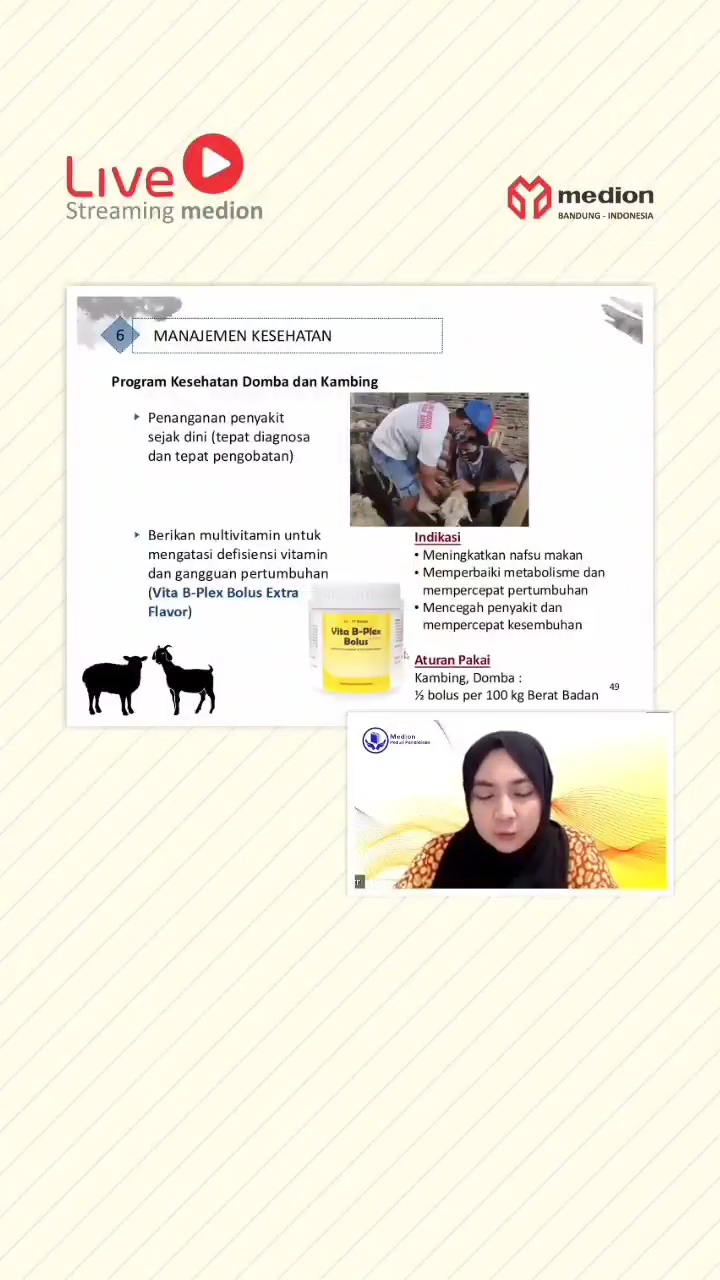 Live
Streaming medion
medion
BANDUNG - INDONESIA
6
MANAJEMEN KESEHATAN
Program Kesehatan Domba dan Kambing
Penanganan penyakit
sejak dini (tepat diagnosa
dan tepat pengobatan)
Berikan multivitamin untuk
mengatasi defisiensi vitamin
dan gangguan pertumbuhan
(Vita B-Plex Bolus Extra
Flavor)
Vita B-Plex
Bolus
Indikasi
• Meningkatkan nafsu makan
• Memperbaiki metabolisme dan
mempercepat pertumbuhan
• Mencegah penyakit dan
mempercepat kesembuhan
Aturan Pakai
Kambing, Domba :
½ bolus per 100 kg Berat Badan
49
Medion